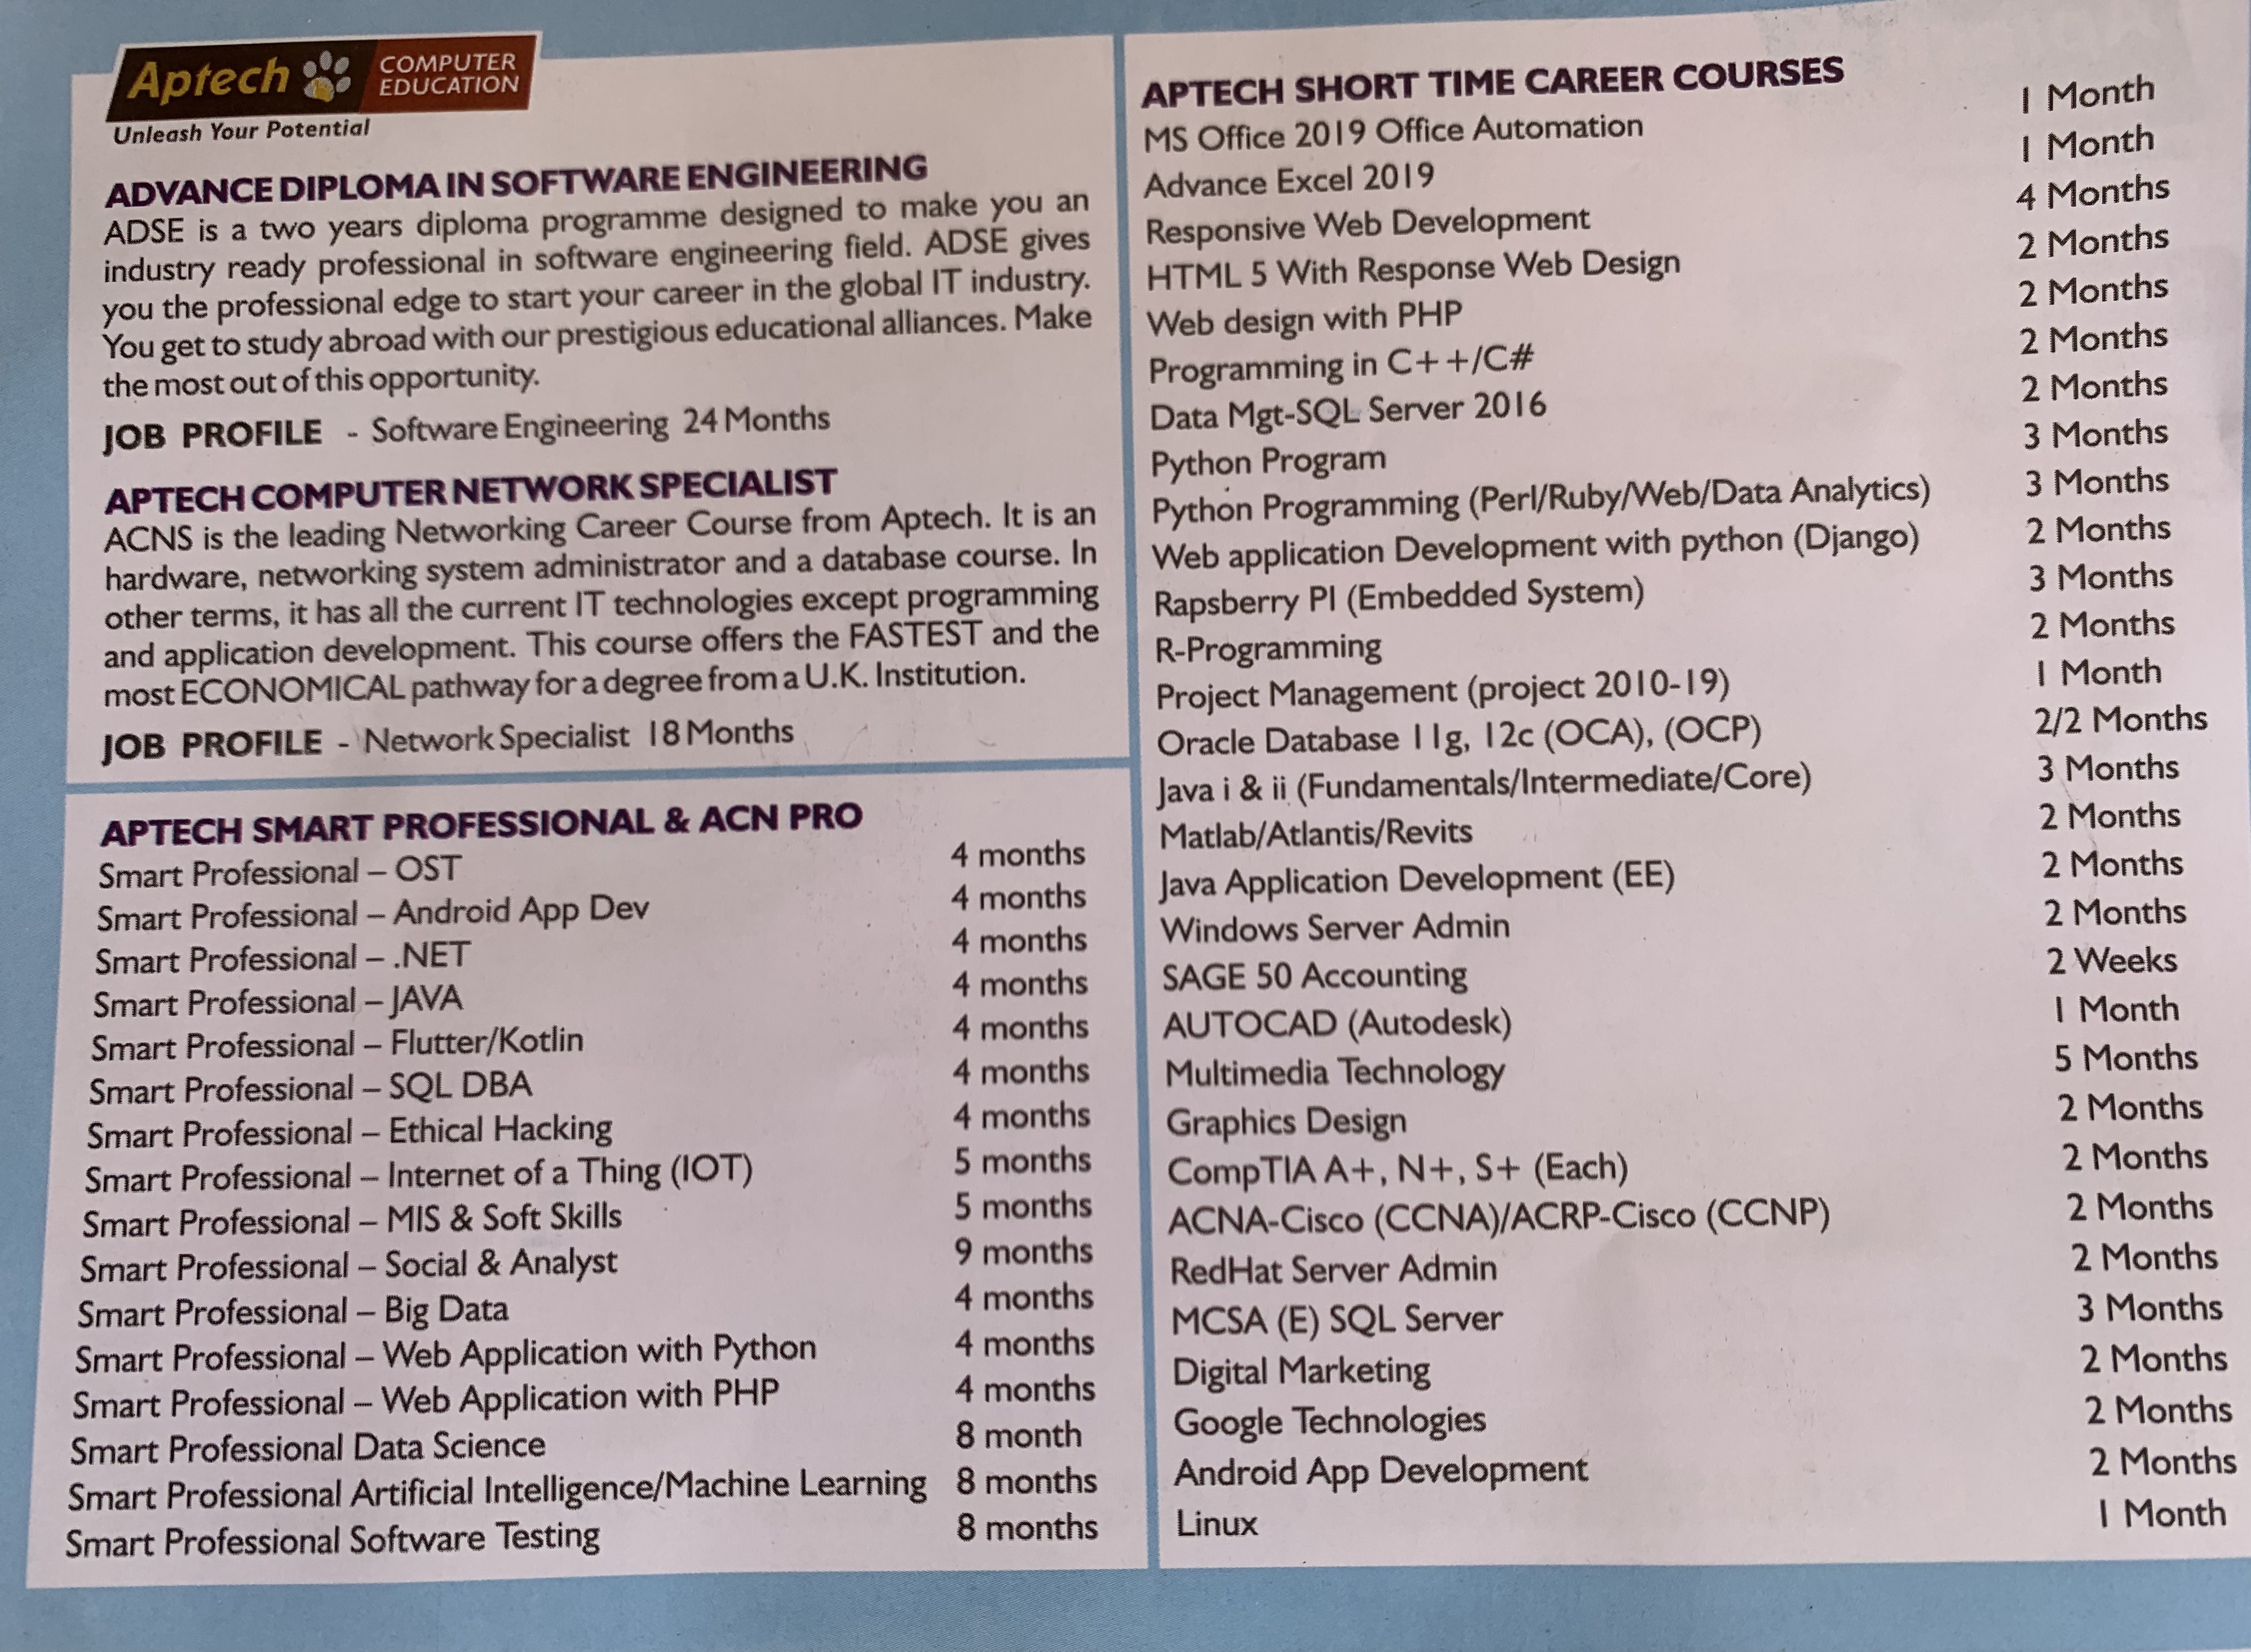 Aptech COMPUTER EDUCATION
Unleash Your Potential
ADVANCE DIPLOMA IN SOFTWARE ENGINEERING
ADSE is a two years diploma programme designed to make you an
industry ready professional in software engineering field. ADSE gives
you the professional edge to start your career in the global IT industry.
You get to study abroad with our prestigious educational alliances. Make
the most out of this opportunity.
JOB PROFILE - Software Engineering 24 Months
APTECH COMPUTER NETWORK SPECIALIST
ACNS is the leading Networking Career Course from Aptech. It is an
hardware, networking system administrator and a database course. In
other terms, it has all the current IT technologies except programming
and application development. This course offers the FASTEST and the
most ECONOMICAL pathway for a degree from a U.K. Institution.
JOB PROFILE - Network Specialist 18 Months
APTECH SMART PROFESSIONAL & ACN PRO
Smart Professional – OST 4 months
Smart Professional – Android App Dev 4 months
Smart Professional – .NET 4 months
Smart Professional – JAVA 4 months
Smart Professional – Flutter/Kotlin 4 months
Smart Professional – SQL DBA 4 months
Smart Professional – Ethical Hacking 4 months
Smart Professional – Internet of a Thing (IOT) 5 months
Smart Professional – MIS & Soft Skills 5 months
Smart Professional – Social & Analyst 9 months
Smart Professional – Big Data 4 months
Smart Professional – Web Application with Python 4 months
Smart Professional – Web Application with PHP 4 months
Smart Professional Data Science 8 month
Smart Professional Artificial Intelligence/Machine Learning 8 months
Smart Professional Software Testing 8 months
APTECH SHORT TIME CAREER COURSES
MS Office 2019 Office Automation 1 Month
Advance Excel 2019 1 Month
Responsive Web Development 4 Months
HTML 5 With Response Web Design 2 Months
Web design with PHP 2 Months
Programming in C++/C# 2 Months
Data Mgt-SQL Server 2016 2 Months
Python Program 3 Months
Python Programming (Perl/Ruby/Web/Data Analytics) 3 Months
Web application Development with python (Django) 2 Months
Rapsberry PI (Embedded System) 3 Months
R-Programming 2 Months
Project Management (project 2010-19) 1 Month
Oracle Database 11g, 12c (OCA), (OCP) 2/2 Months
Java i & ii (Fundamentals/Intermediate/Core) 3 Months
Matlab/Atlantis/Revits 2 Months
Java Application Development (EE) 2 Months
Windows Server Admin 2 Months
SAGE 50 Accounting 2 Weeks
AUTOCAD (Autodesk) 1 Month
Multimedia Technology 5 Months
Graphics Design 2 Months
CompTIA A+, N+, S+ (Each) 2 Months
ACNA-Cisco (CCNA)/ACRP-Cisco (CCNP) 2 Months
RedHat Server Admin 2 Months
MCSA (E) SQL Server 3 Months
Digital Marketing 2 Months
Google Technologies 2 Months
Android App Development 2 Months
Linux 1 Month